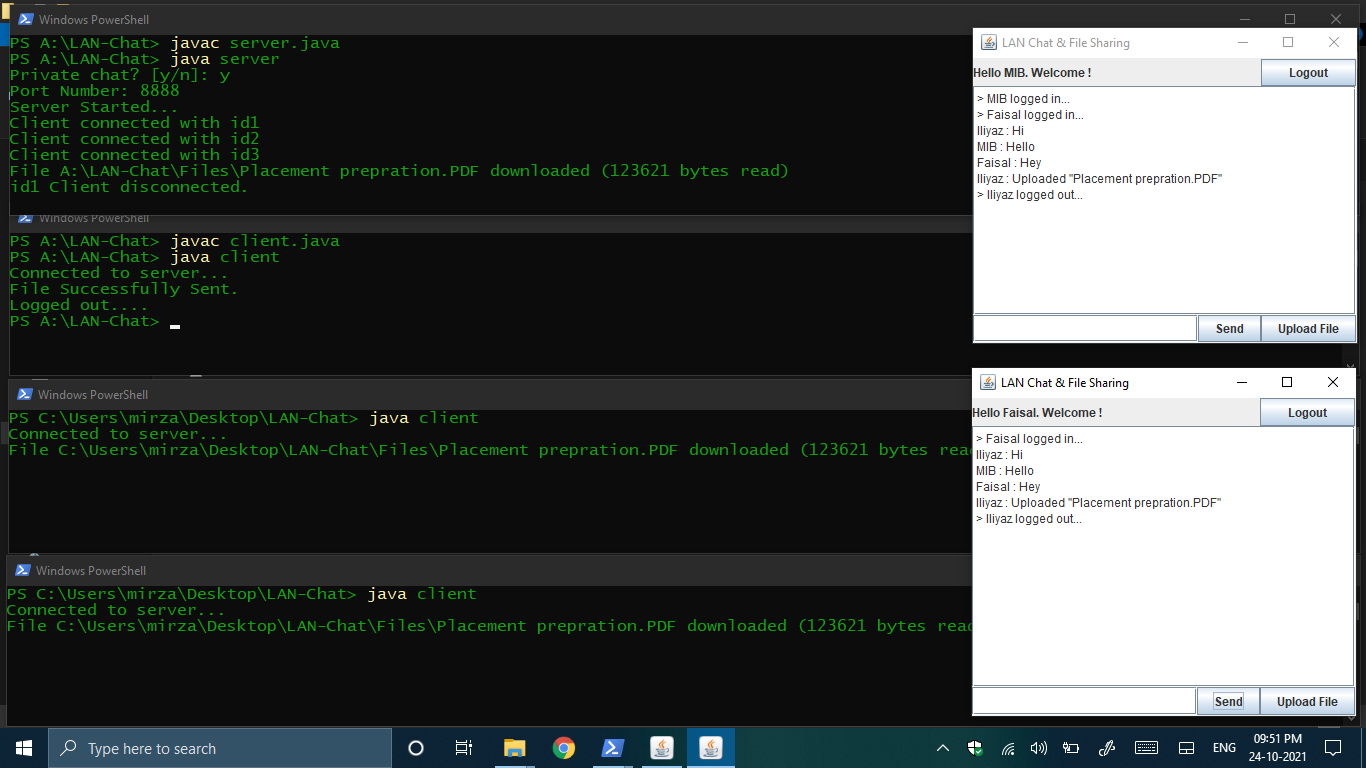 Windows PowerShell
PS A:\LAN-Chat> javac server.java
PS A:\LAN-Chat> java server
Private chat? [y/n]: y
Port Number: 8888
Server Started...
Client connected with id1
Client connected with id2
Client connected with id3
File A:\LAN-Chat\Files\Placement prepration.PDF downloaded (123621 bytes read)
id1 Client disconnected.
Windows PowerShell
PS A:\LAN-Chat> javac client.java
PS A:\LAN-Chat> java client
Connected to server...
File Successfully Sent.
Logged out....
PS A:\LAN-Chat>
Windows PowerShell
PS C:\Users\mirza\Desktop\LAN-Chat> java client
Connected to server...
File C:\Users\mirza\Desktop\LAN-Chat\Files\Placement prepration.PDF downloaded (123621 bytes read
Windows PowerShell
PS C:\Users\mirza\Desktop\LAN-Chat> java client
Connected to server...
File C:\Users\mirza\Desktop\LAN-Chat\Files\Placement prepration.PDF downloaded (123621 bytes read
LAN Chat & File Sharing
Hello MIB. Welcome !
Logout
> MIB logged in...
> Faisal logged in...
Iliyaz : Hi
MIB : Hello
Faisal : Hey
Iliyaz : Uploaded "Placement prepration.PDF"
> Iliyaz logged out...
Send
Upload File
LAN Chat & File Sharing
Hello Faisal. Welcome !
Logout
> Faisal logged in...
Iliyaz : Hi
MIB : Hello
Faisal : Hey
Iliyaz : Uploaded "Placement prepration.PDF"
> Iliyaz logged out...
Send
Upload File
Type here to search
ENG
09:51 PM
24-10-2021